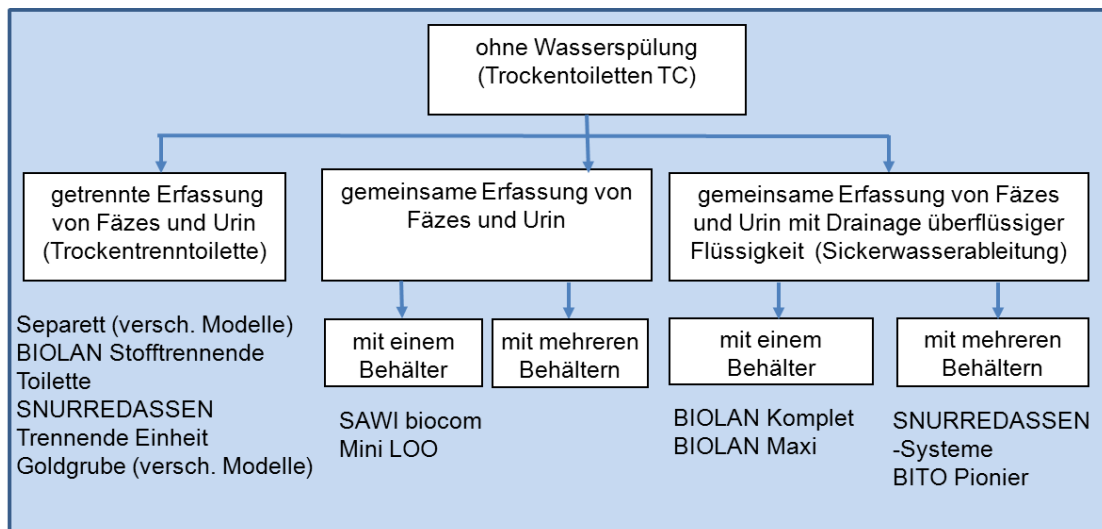 ohne Wasserspülung
(Trockentoiletten TC)
getrennte Erfassung
von Fäzes und Urin
(Trockentrenntoilette)
gemeinsame Erfassung von
Fäzes und Urin
gemeinsame Erfassung von Fäzes
und Urin mit Drainage überflüssiger
Flüssigkeit (Sickerwasserableitung)
Separett (versch. Modelle)
BIOLAN Stofftrennende
Toilette
SNURREDASSEN
Trennende Einheit
Goldgrube (versch. Modelle)
mit einem
Behälter
mit mehreren
Behältern
mit einem
Behälter
mit mehreren
Behältern
SAWI biocom
Mini LOO
BIOLAN Komplet
BIOLAN Maxi
SNURREDASSEN
-Systeme
BITO Pionier